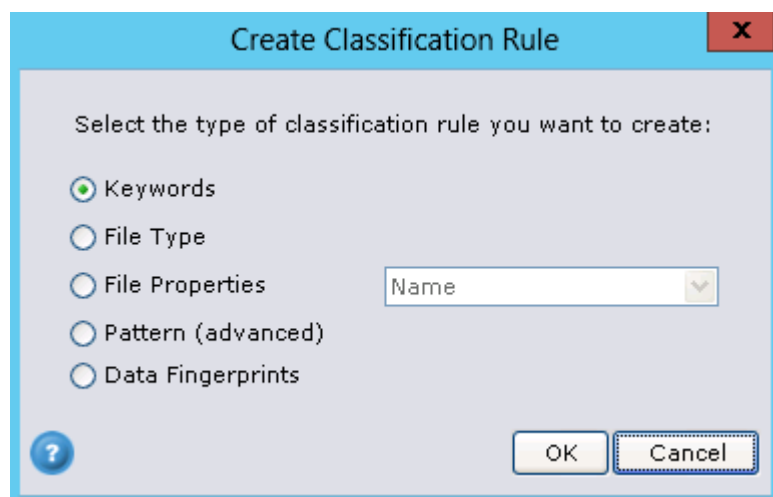 Create Classification Rule
x
Select the type of classification rule you want to create:
Keywords
File Type
File Properties Name
Pattern (advanced)
Data Fingerprints
? OK Cancel